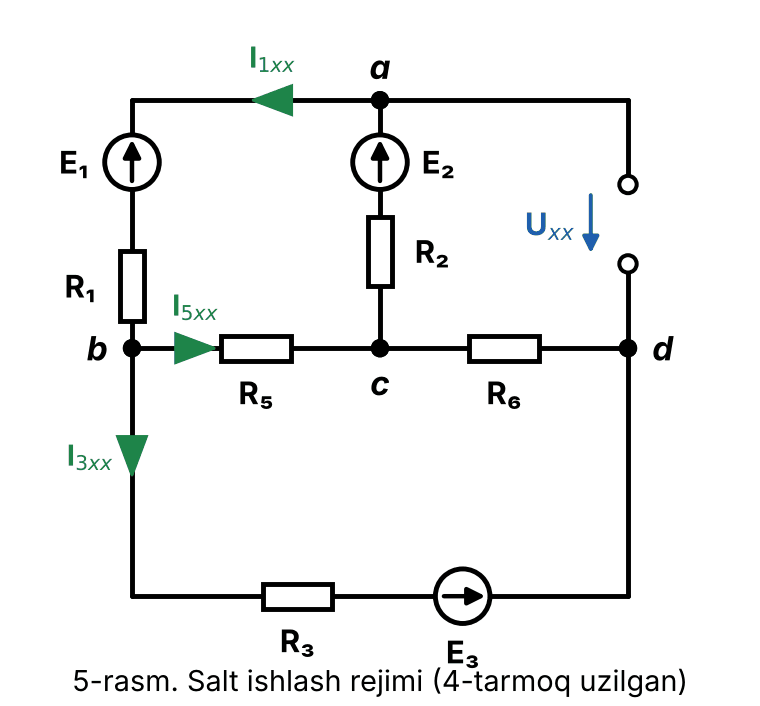 I₁xx
a
E₁
E₂
Uxx
R₂
R₁
I₅xx
b
d
c
R₅
R₆
I₃xx
R₃
E₃
5-rasm. Salt ishlash rejimi (4-tarmoq uzilgan)